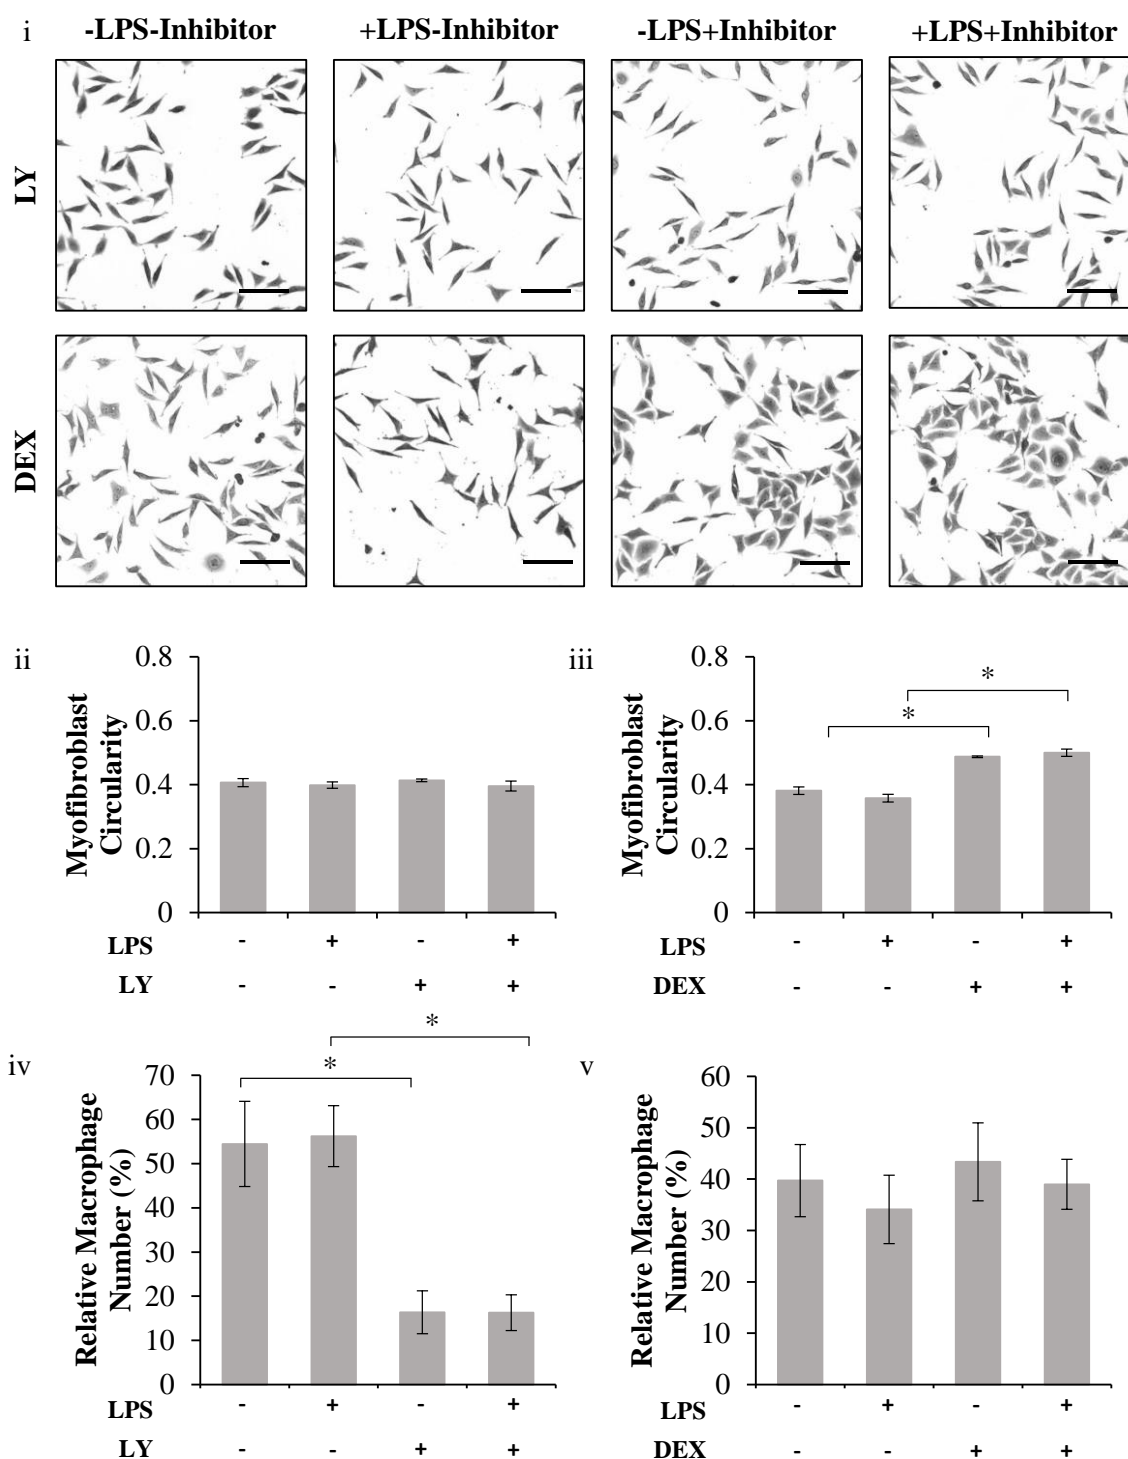 i
-LPS-Inhibitor +LPS-Inhibitor -LPS+Inhibitor +LPS+Inhibitor
LY
DEX
ii
Myofibroblast
Circularity
0.8
0.6
0.4
0.2
0
LPS - + - +
LY - - + +
iii
Myofibroblast
Circularity
0.8
0.6
0.4
0.2
0
*
*
LPS - + - +
DEX - - + +
iv
Relative Macrophage
Number (%)
70
60
50
40
30
20
10
0
*
*
LPS - + - +
LY - - + +
v
Relative Macrophage
Number (%)
60
50
40
30
20
10
0
LPS - + - +
DEX - - + +